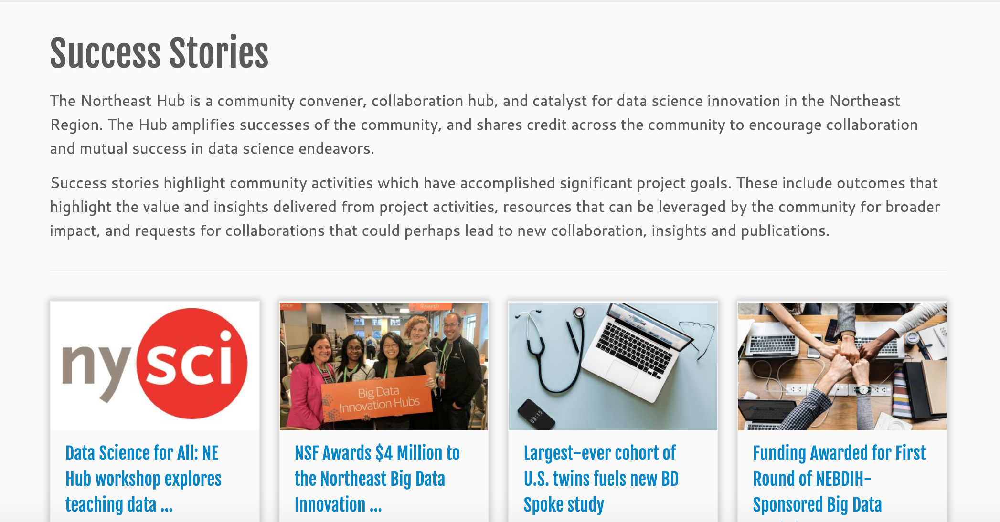 Success Stories
The Northeast Hub is a community convener, collaboration hub, and catalyst for data science innovation in the Northeast
Region. The Hub amplifies successes of the community, and shares credit across the community to encourage collaboration
and mutual success in data science endeavors.
Success stories highlight community activities which have accomplished significant project goals. These include outcomes that
highlight the value and insights delivered from project activities, resources that can be leveraged by the community for broader
impact, and requests for collaborations that could perhaps lead to new collaboration, insights and publications.
nysci
Research
Big Data
Innovation Hubs
08:15
Data Science for All: NE
Hub workshop explores
teaching data ...
NSF Awards $4 Million to
the Northeast Big Data
Innovation ...
Largest-ever cohort of
U.S. twins fuels new BD
Spoke study
Funding Awarded for First
Round of NEBDIH-
Sponsored Big Data